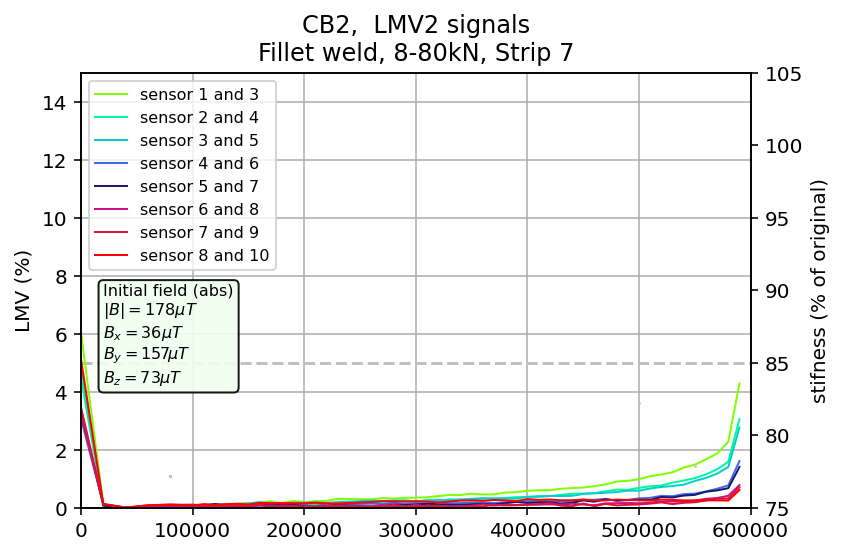 CB2,  LMV2 signals
Fillet weld, 8-80kN, Strip 7
LMV (%)
14
12
10
8
6
4
2
0
sensor 1 and 3
sensor 2 and 4
sensor 3 and 5
sensor 4 and 6
sensor 5 and 7
sensor 6 and 8
sensor 7 and 9
sensor 8 and 10
Initial field (abs)
|B| = 178μT
Bx = 36μT
By = 157μT
Bz = 73μT
105
100
95
90
85
80
75
stifness (% of original)
0 100000 200000 300000 400000 500000 600000